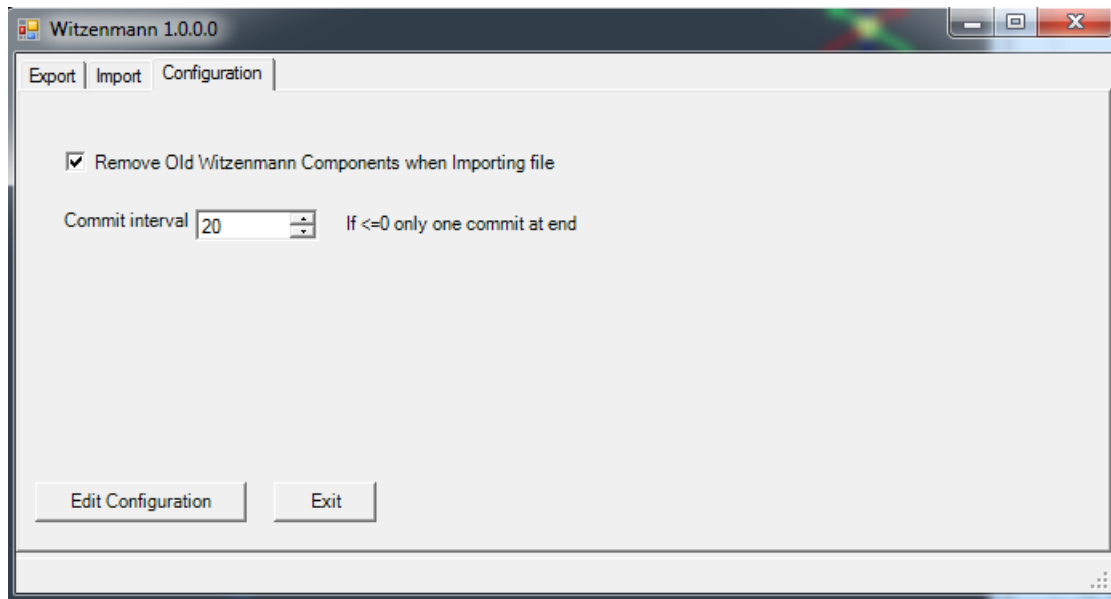 Witzenmann 1.0.0.0
Export Import Configuration
Remove Old Witzenmann Components when Importing file
Commit interval 20 If <=0 only one commit at end
Edit Configuration Exit